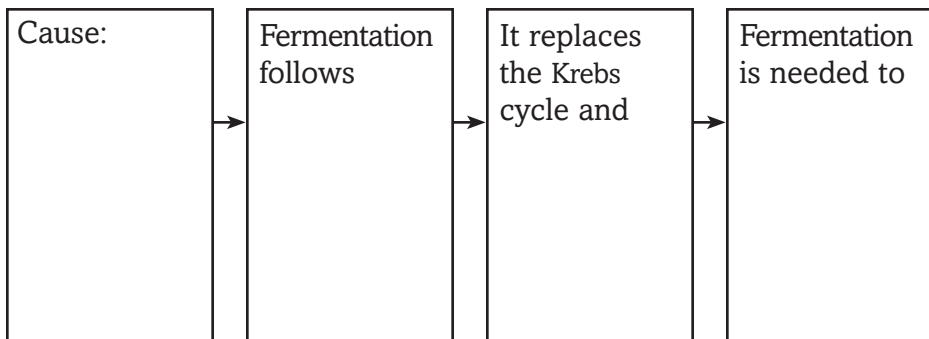 Cause:
Fermentation
follows
It replaces
the Krebs
cycle and
Fermentation
is needed to